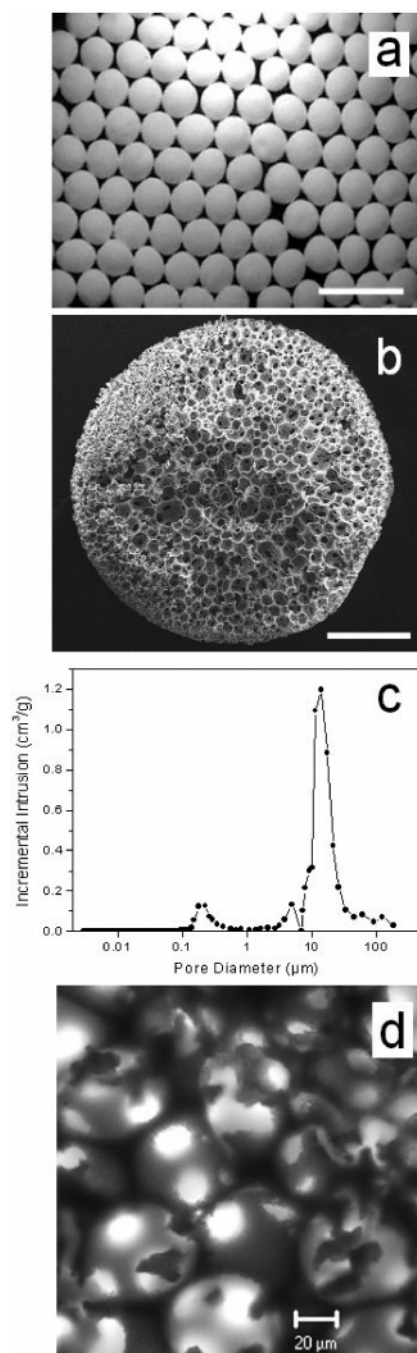 a
b
c
Incremental Intrusion (cm³/g)
1.2
1.0
0.8
0.6
0.4
0.2
0.0
0.01 0.1 1 10 100
Pore Diameter (µm)
d
20 µm